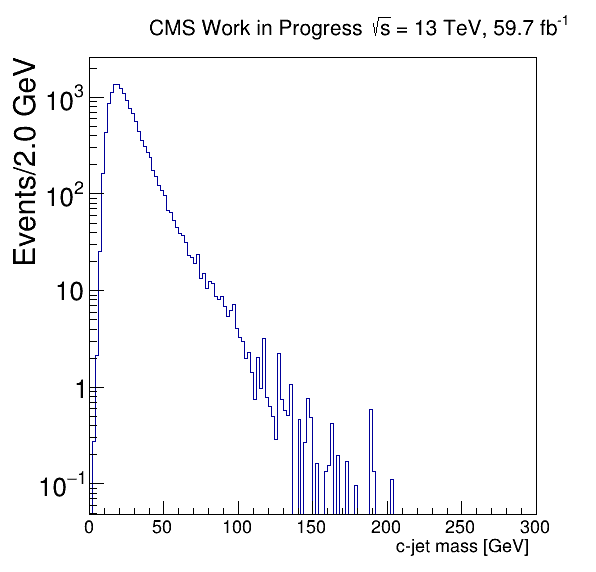 CMS Work in Progress √s = 13 TeV, 59.7 fb⁻¹
Events/2.0 GeV
10³
10²
10
1
10⁻¹
0 50 100 150 200 250 300
c-jet mass [GeV]